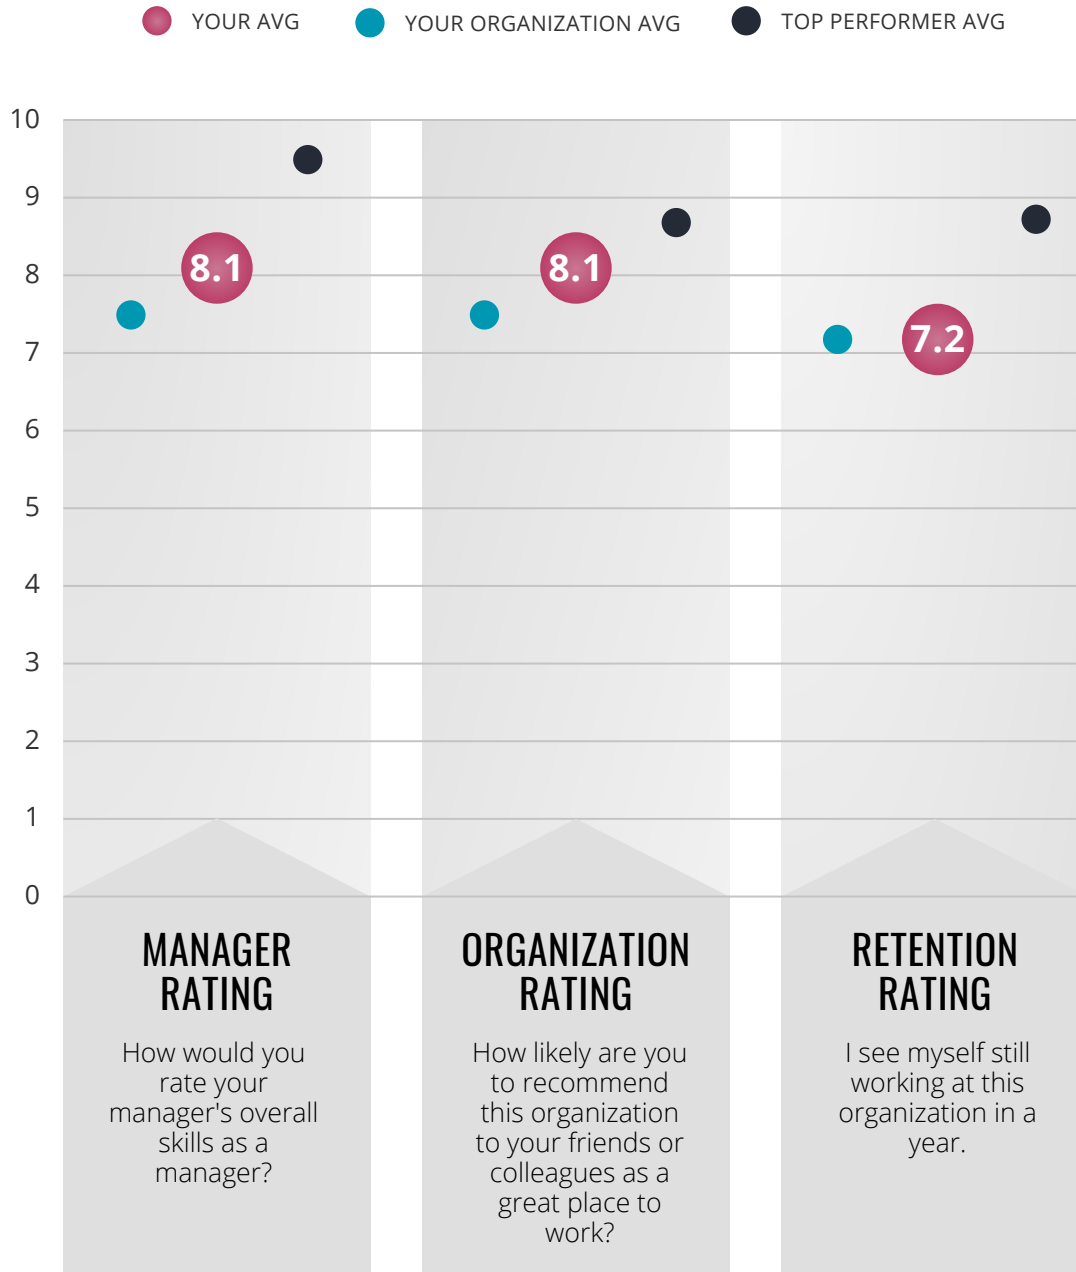 YOUR AVG
YOUR ORGANIZATION AVG
TOP PERFORMER AVG
10
9
8
7
6
5
4
3
2
1
0
8.1
8.1
7.2
MANAGER
RATING
How would you
rate your
manager's overall
skills as a
manager?
ORGANIZATION
RATING
How likely are you
to recommend
this organization
to your friends or
colleagues as a
great place to
work?
RETENTION
RATING
I see myself still
working at this
organization in a
year.